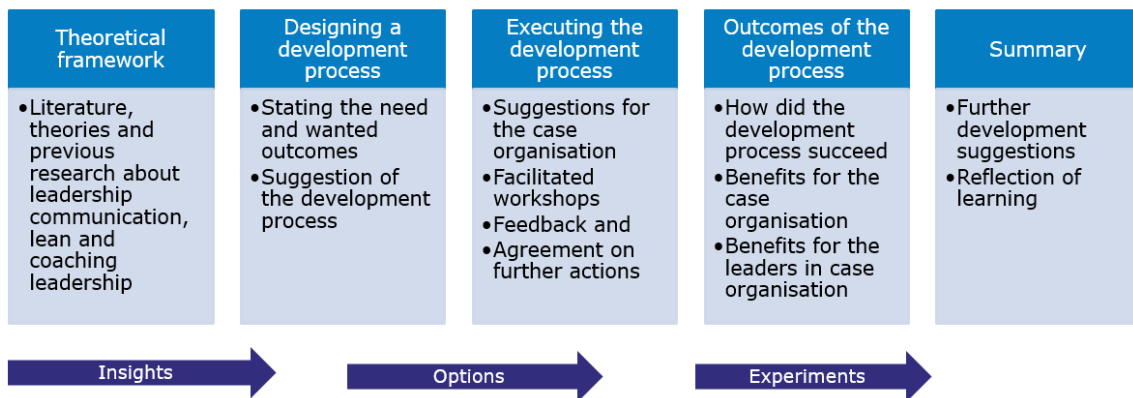 Theoretical
framework
•Literature,
theories and
previous
research about
leadership
communication,
lean and
coaching
leadership
Designing a
development
process
•Stating the need
and wanted
outcomes
•Suggestion of
the development
process
Executing the
development
process
•Suggestions for
the case
organisation
•Facilitated
workshops
•Feedback and
•Agreement on
further actions
Outcomes of the
development
process
•How did the
development
process succeed
•Benefits for the
case
organisation
•Benefits for the
leaders in case
organisation
Summary
•Further
development
suggestions
•Reflection of
learning
Insights
Options
Experiments